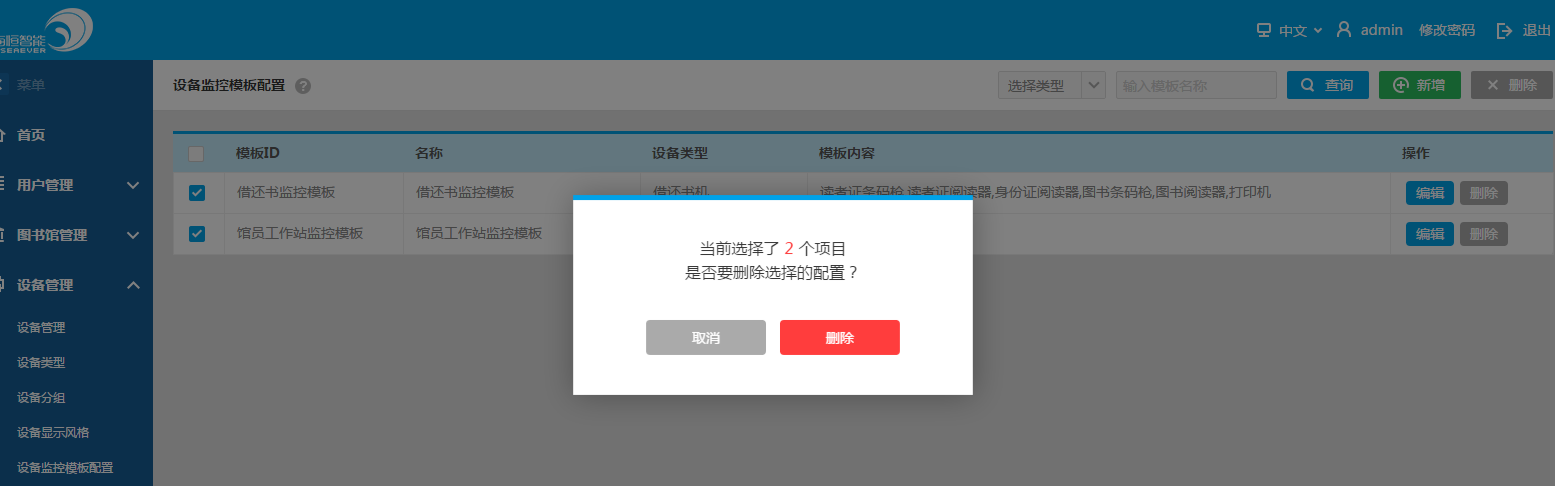 海恒智能
SEAEVER
中文 admin 修改密码 退出
菜单
设备监控模板配置 ?
选择类型 输入模板名称 查询 新增 删除
首页
用户管理
图书馆管理
设备管理
设备管理
设备类型
设备分组
设备显示风格
设备监控模板配置
模板ID 名称 设备类型 模板内容 操作
借还书监控模板 借还书监控模板 借还书机 读者证条码枪,读者证阅读器,身份证阅读器,图书条码枪,图书阅读器,打印机 编辑 删除
馆员工作站监控模板 馆员工作站监控模板 编辑 删除
当前选择了 2 个项目
是否要删除选择的配置？
取消 删除